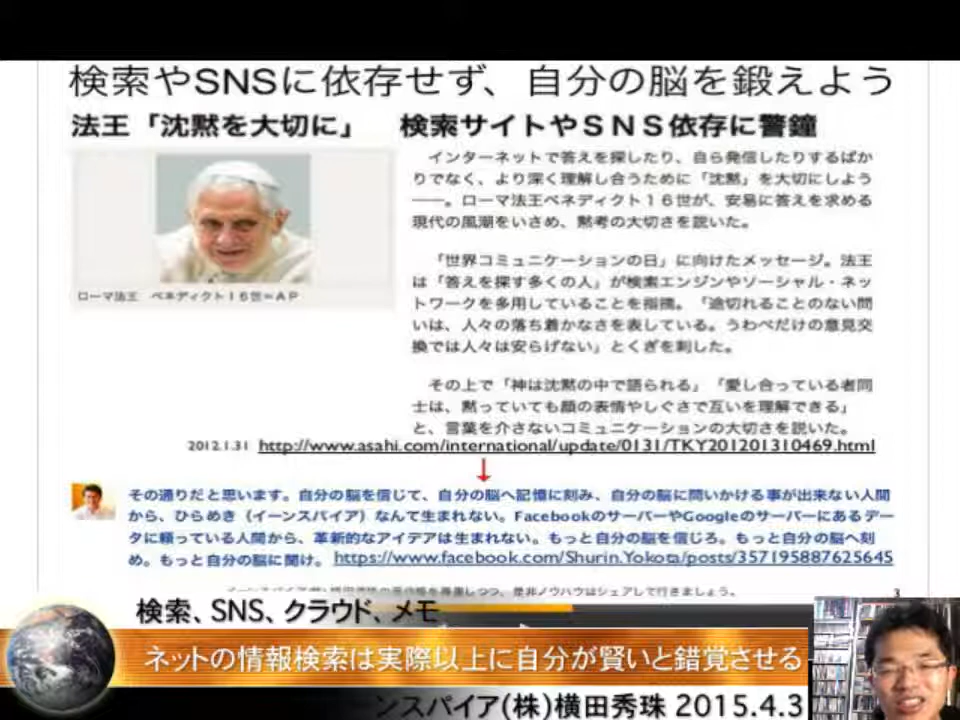 検索やSNSに依存せず、自分の脳を鍛えよう
法王「沈黙を大切に」　検索サイトやＳＮＳ依存に警鐘
インターネットで答えを探したり、自ら発信したりするばか
りでなく、より深く理解し合うために「沈黙」を大切にしよう
――。ローマ法王ベネディクト１６世が、安易に答えを求める
現代の風潮をいさめ、黙考の大切さを説いた。
「世界コミュニケーションの日」に向けたメッセージ。法王
は「答えを探す多くの人」が検索エンジンやソーシャル・ネッ
トワークを多用していることを指摘。「途切れることのない問
いは、人々の落ち着かなさを表している。うわべだけの意見交
換では人々は安らげない」とくぎを刺した。
その上で「神は沈黙の中で語られる」「愛し合っている者同
士は、黙っていても顔の表情やしぐさで互いを理解できる」
と、言葉を介さないコミュニケーションの大切さを説いた。
ローマ法王　ベネディクト１６世＝ＡＰ
2012.1.31 http://www.asahi.com/international/update/0131/TKY201201310469.html
その通りだと思います。自分の脳を信じて、自分の脳へ記憶に刻み、自分の脳に問いかける事が出来ない人間
から、ひらめき（イーンスパイア）なんて生まれない。FacebookのサーバーやGoogleのサーバーにあるデー
タに頼っている人間から、革新的なアイデアは生まれない。もっと自分の脳を信じろ。もっと自分の脳へ刻
め。もっと自分の脳に聞け。https://www.facebook.com/Shurin.Yokota/posts/357195887625645
つつ、是非ノウハウはシェアして行きましょう。
検索、SNS、クラウド、メモ
ネットの情報検索は実際以上に自分が賢いと錯覚させる
ンスパイア(株)横田秀珠 2015.4.3